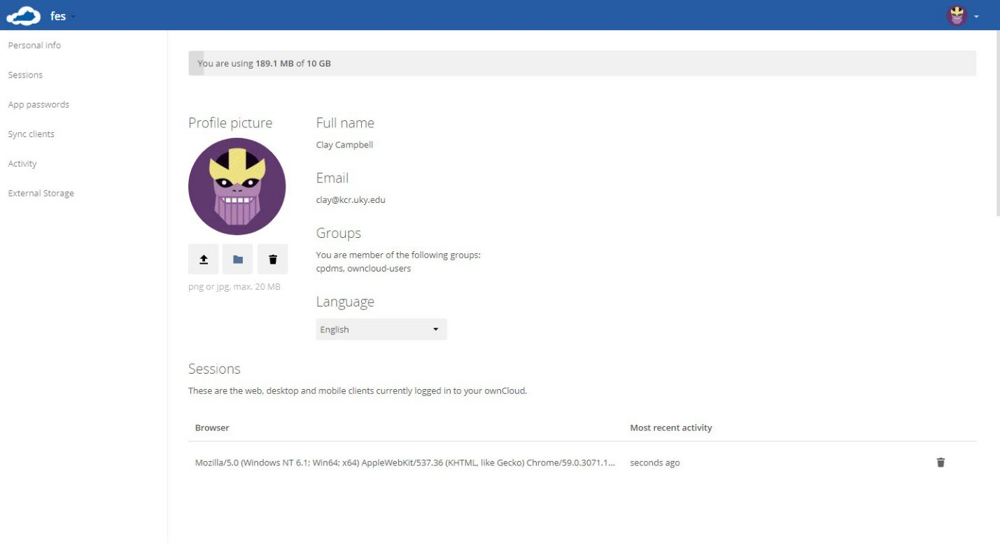 fes
Personal info
Sessions
App passwords
Sync clients
Activity
External Storage
You are using 189.1 MB of 10 GB
Profile picture
png or jpg, max. 20 MB
Full name
Clay Campbell
Email
clay@kcr.uky.edu
Groups
You are member of the following groups:
cpdms, owncloud-users
Language
English
Sessions
These are the web, desktop and mobile clients currently logged in to your ownCloud.
Browser Most recent activity
Mozilla/5.0 (Windows NT 6.1; Win64; x64) AppleWebKit/537.36 (KHTML, like Gecko) Chrome/59.0.3071.1... seconds ago